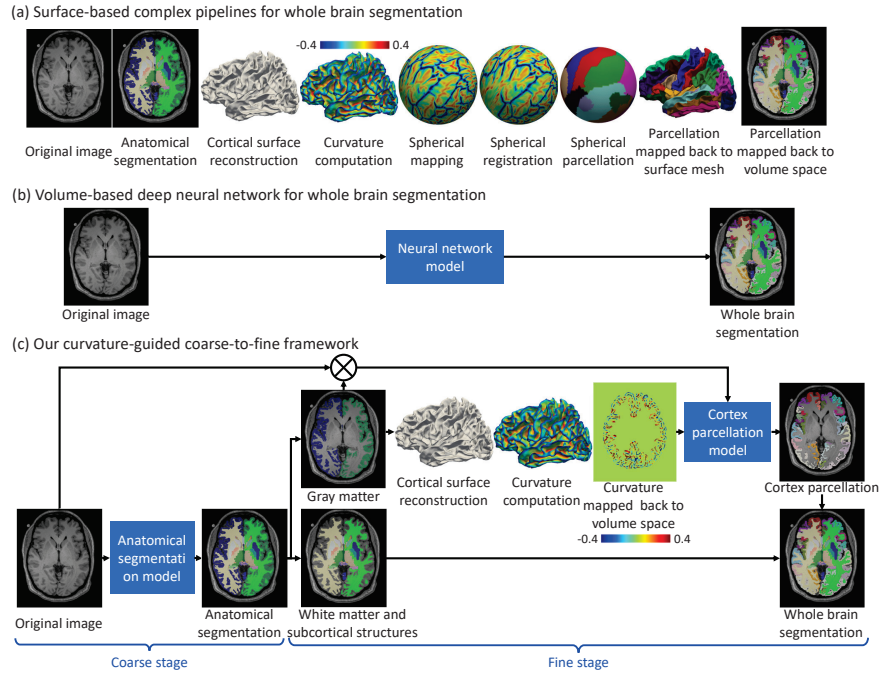 (a) Surface-based complex pipelines for whole brain segmentation
-0.4 0.4
Original image
Anatomical
segmentation
Cortical surface
reconstruction
Curvature
computation
Spherical
mapping
Spherical
registration
Spherical
parcellation
Parcellation
mapped back to
surface mesh
Parcellation
mapped back to
volume space
(b) Volume-based deep neural network for whole brain segmentation
Neural network
model
Original image
Whole brain
segmentation
(c) Our curvature-guided coarse-to-fine framework
Gray matter
Cortical surface
reconstruction
Curvature
computation
Curvature
mapped back to
volume space
-0.4 0.4
Cortex
parcellation
model
Cortex parcellation
Original image
Anatomical
segmentati
on model
Anatomical
segmentation
White matter and
subcortical structures
Whole brain
segmentation
Coarse stage
Fine stage